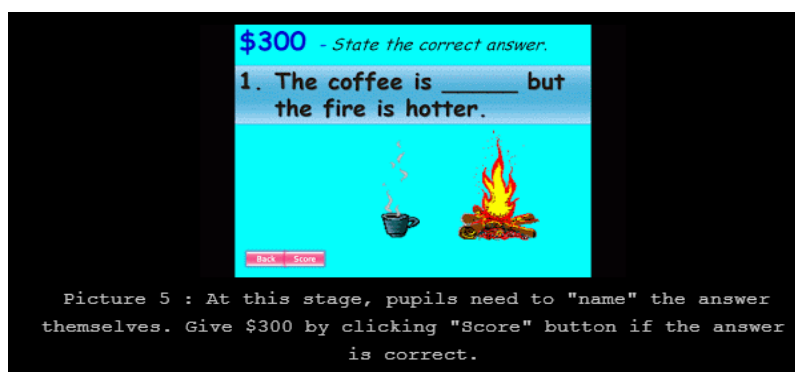 $300 - State the correct answer.
1. The coffee is _____ but
the fire is hotter.
Back Score
Picture 5 : At this stage, pupils need to "name" the answer
themselves. Give $300 by clicking "Score" button if the answer
is correct.